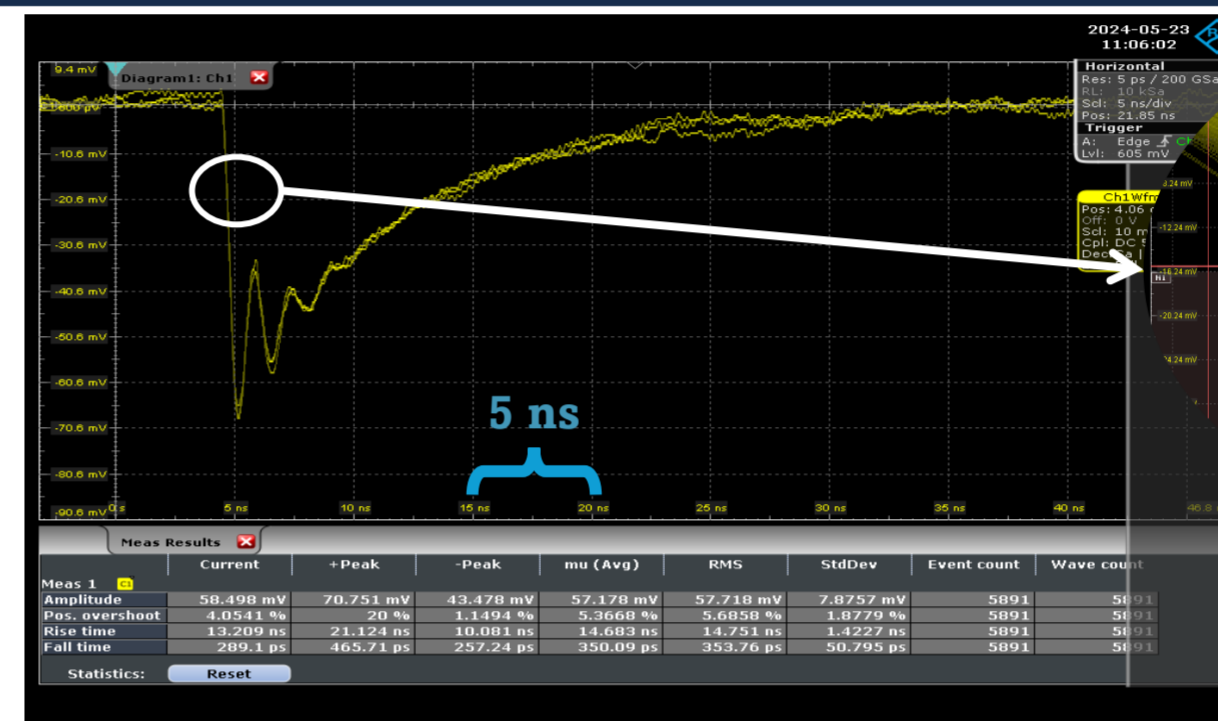 2024-05-23
11:06:02
9.4 mV
Diagram1: Ch1
-10.6 mV
-20.6 mV
-30.6 mV
-40.6 mV
-50.6 mV
-60.6 mV
-70.6 mV
-80.6 mV
-90.6 mV
0 s
5 ns
10 ns
15 ns
20 ns
25 ns
30 ns
35 ns
40 ns
46.8
5 ns
Horizontal
Res: 5 ps / 200 GSa
RL: 10 kSa
Scl: 5 ns/div
Pos: 21.85 ns
Trigger
A: Edge
Lvl: 605 mV
Ch1Wfm
Pos: 4.06
Off: 0 V
Scl: 10 m
Cpl: DC
-12.24 mV
-16.24 mV
-20.24 mV
Meas Results
Current +Peak -Peak mu (Avg) RMS StdDev Event count Wave count
Meas 1 C1
Amplitude 58.498 mV 70.751 mV 43.478 mV 57.178 mV 57.718 mV 7.8757 mV 5891 5891
Pos. overshoot 4.0541 % 20 % 1.1494 % 5.3668 % 5.6858 % 1.8779 % 5891 5891
Rise time 13.209 ns 21.124 ns 10.081 ns 14.683 ns 14.751 ns 1.4227 ns 5891 5891
Fall time 289.1 ps 465.71 ps 257.24 ps 350.09 ps 353.76 ps 50.795 ps 5891 5891
Statistics: Reset